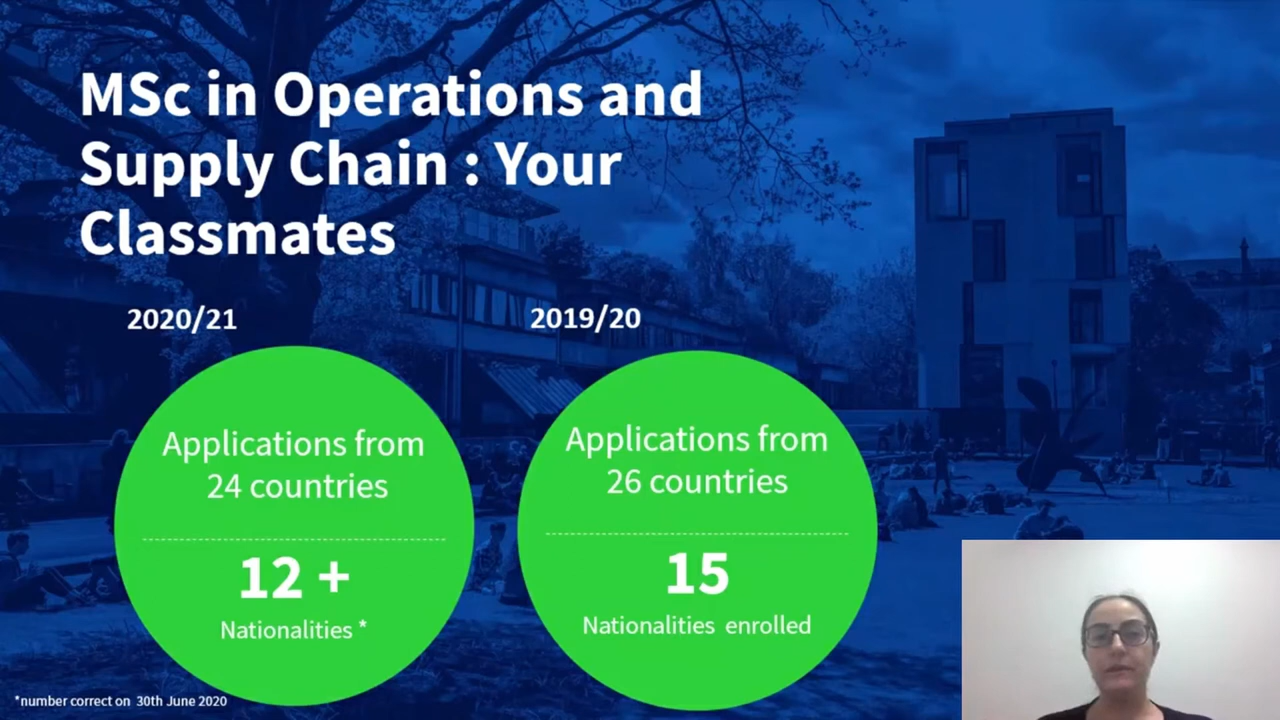 MSc in Operations and
Supply Chain : Your
Classmates
2020/21
Applications from
24 countries
12 +
Nationalities *
2019/20
Applications from
26 countries
15
Nationalities enrolled
*number correct on 30th June 2020